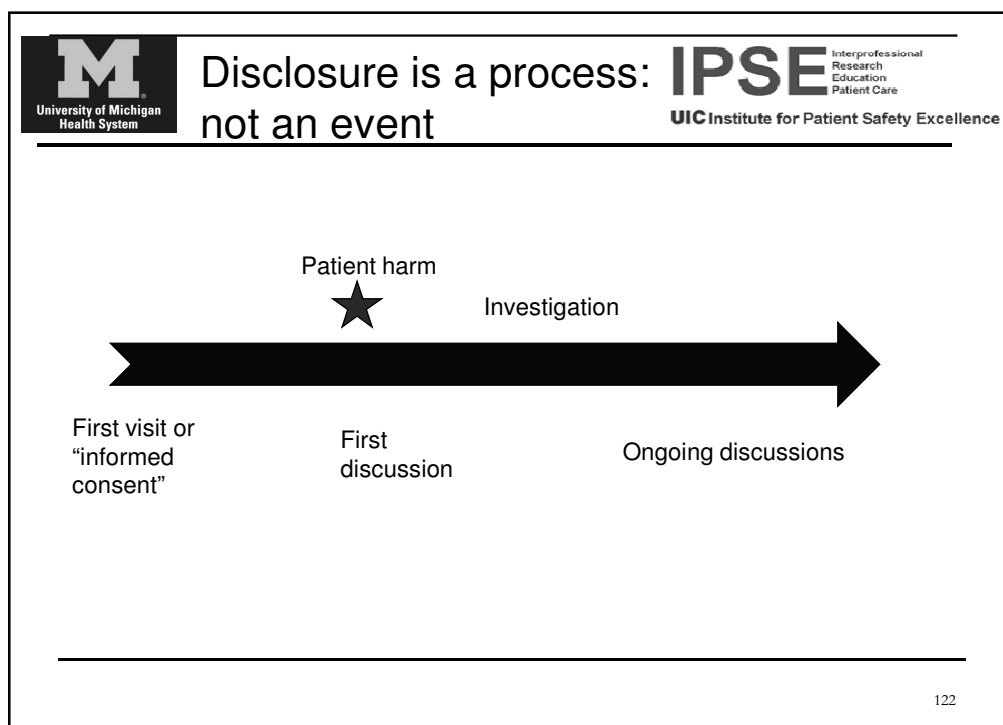 M
University of Michigan
Health System
Disclosure is a process:
not an event
IPSE
Interprofessional
Research
Education
Patient Care
UIC Institute for Patient Safety Excellence
Patient harm
Investigation
First visit or
“informed
consent”
First
discussion
Ongoing discussions
122